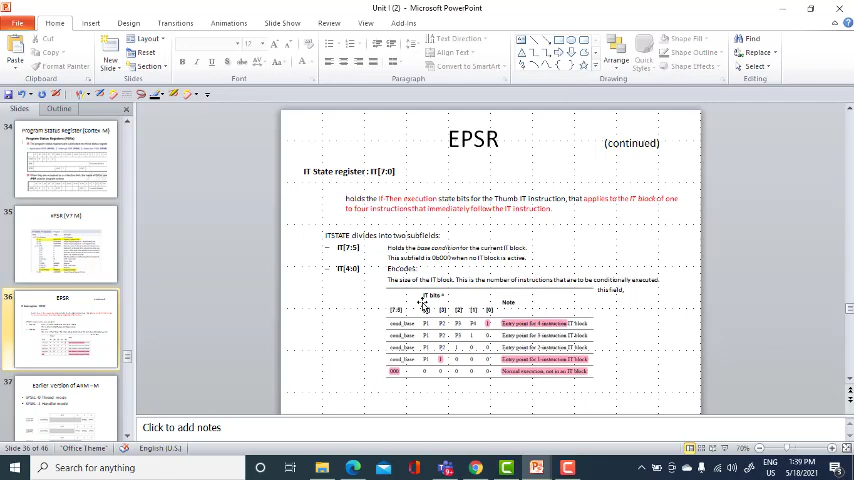 Unit I (2) - Microsoft PowerPoint
File Home Insert Design Transitions Animations Slide Show Review View Add-Ins
Cut
Copy
Format Painter
Paste
Clipboard
New
Slide
Layout
Reset
Section
Slides
12
Font
Paragraph
Text Direction
Align Text
Convert to SmartArt
Arrange
Quick
Styles
Shape Fill
Shape Outline
Shape Effects
Drawing
Find
Replace
Select
Editing
Slides Outline
34
Program Status Register (Cortex M)
35
EPSR (V7 M)
36
EPSR
37
Earlier Version of ARM – M
EPSR (continued)
IT State register : IT[7:0]
holds the If-Then execution state bits for the Thumb IT instruction, that applies to the IT block of one
to four instructions that immediately follow the IT instruction.
ITSTATE divides into two subfields:
– IT[7:5] Holds the base condition for the current IT block.
This subfield is 0b000 when no IT block is active.
– IT[4:0] Encodes:
The size of the IT block. This is the number of instructions that are to be conditionally executed.
this field,
IT bits a
Note
[7:5] [3] [2] [1] [0]
cond_base P1 P2 P3 P4 1 Entry point for 4-instruction IT block
cond_base P1 P2 P3 1 0 Entry point for 3-instruction IT block
cond_base P1 P2 1 0 0 Entry point for 2-instruction IT block
cond_base P1 1 0 0 0 Entry point for 1-instruction IT block
000 0 0 0 0 0 Normal execution, not in an IT block
Click to add notes
Slide 36 of 46 "Office Theme" English (U.S.) 70%
Search for anything
ENG
US
1:39 PM
5/18/2021